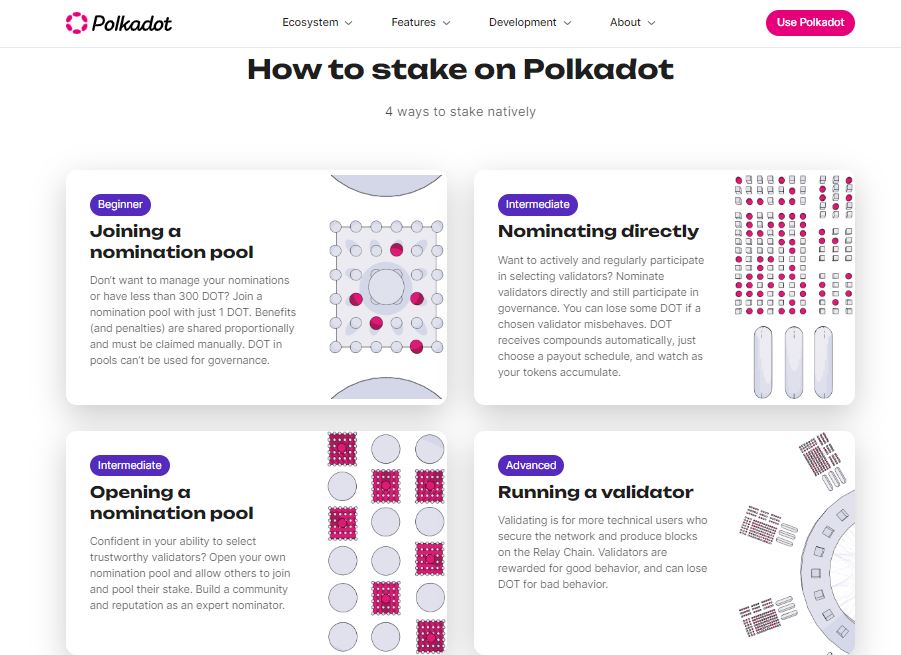 Polkadot
Ecosystem
Features
Development
About
Use Polkadot
How to stake on Polkadot
4 ways to stake natively
Beginner
Joining a
nomination pool
Don't want to manage your nominations
or have less than 300 DOT? Join a
nomination pool with just 1 DOT. Benefits
(and penalties) are shared proportionally
and must be claimed manually. DOT in
pools can't be used for governance.
Intermediate
Nominating directly
Want to actively and regularly participate
in selecting validators? Nominate
validators directly and still participate in
governance. You can lose some DOT if a
chosen validator misbehaves. DOT
receives compounds automatically, just
choose a payout schedule, and watch as
your tokens accumulate.
Intermediate
Opening a
nomination pool
Confident in your ability to select
trustworthy validators? Open your own
nomination pool and allow others to join
and pool their stake. Build a community
and reputation as an expert nominator.
Advanced
Running a validator
Validating is for more technical users who
secure the network and produce blocks
on the Relay Chain. Validators are
rewarded for good behavior, and can lose
DOT for bad behavior.